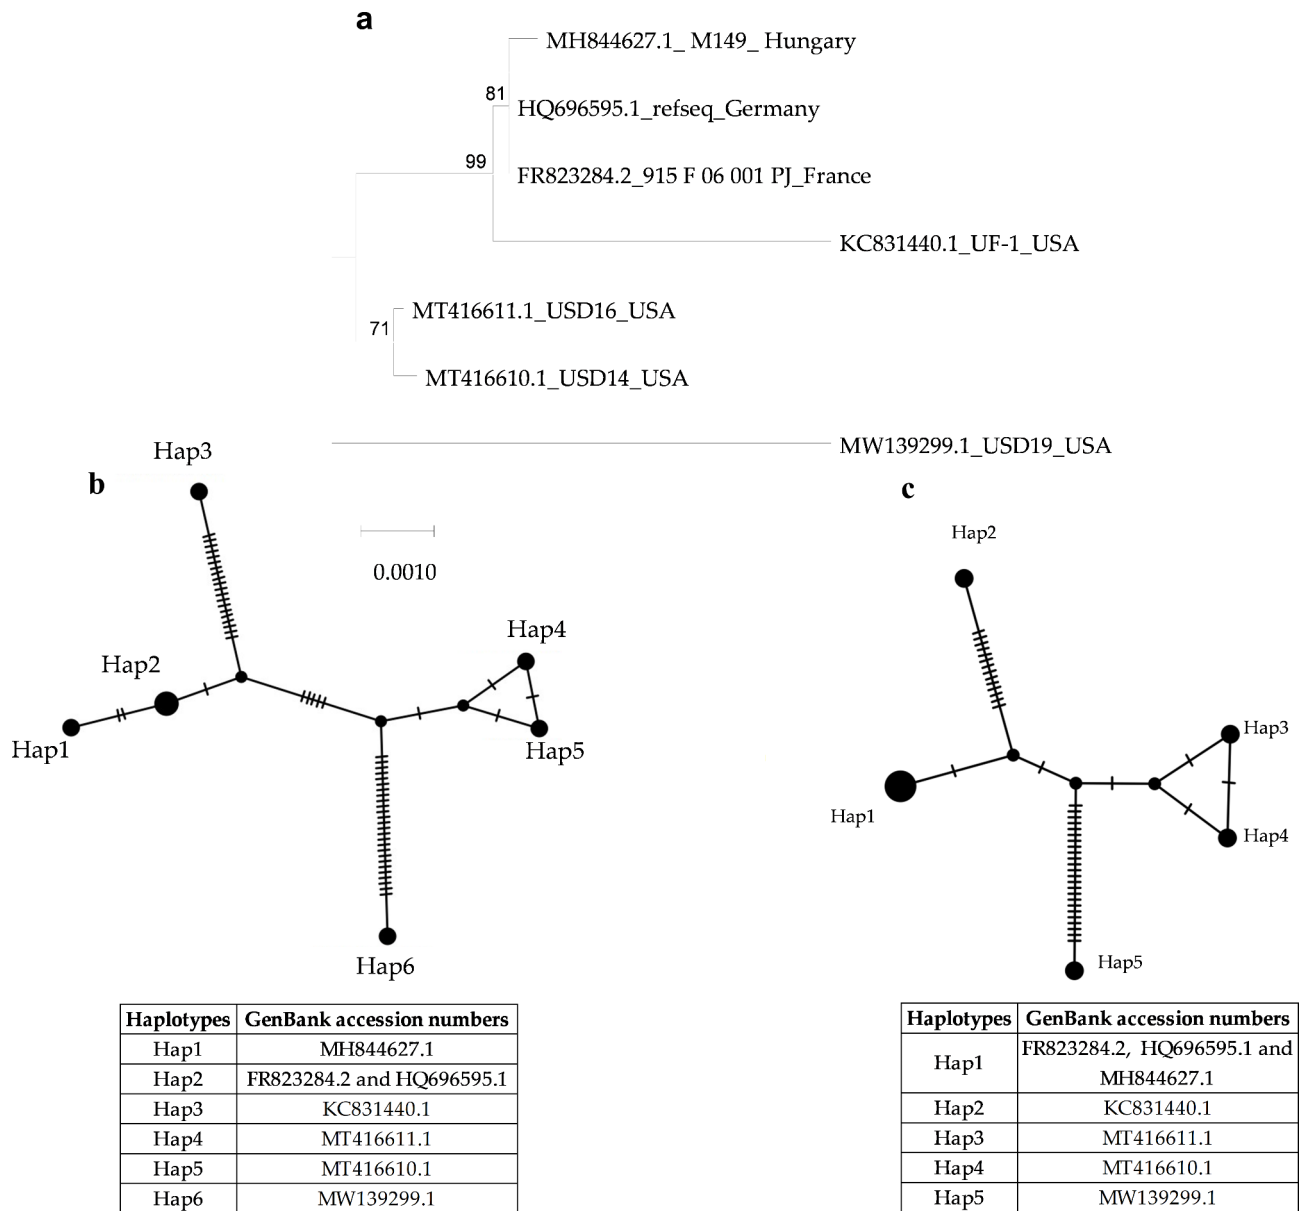 a
MH844627.1_ M149_ Hungary
81
HQ696595.1_refseq_Germany
99
FR823284.2_915 F 06 001 PJ_France
KC831440.1_UF-1_USA
MT416611.1_USD16_USA
71
MT416610.1_USD14_USA
MW139299.1_USD19_USA
0.0010
b
Hap3
Hap4
Hap2
Hap1
Hap5
Hap6
Haplotypes GenBank accession numbers
Hap1 MH844627.1
Hap2 FR823284.2 and HQ696595.1
Hap3 KC831440.1
Hap4 MT416611.1
Hap5 MT416610.1
Hap6 MW139299.1
c
Hap2
Hap3
Hap1
Hap4
Hap5
Haplotypes GenBank accession numbers
Hap1 FR823284.2, HQ696595.1 and
MH844627.1
Hap2 KC831440.1
Hap3 MT416611.1
Hap4 MT416610.1
Hap5 MW139299.1